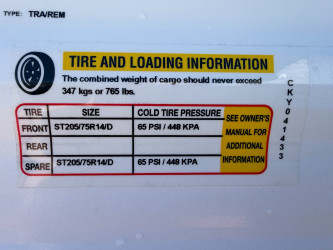 TYPE: TRA/REM
TIRE AND LOADING INFORMATION
The combined weight of cargo should never exceed
347 kgs or 765 lbs.
TIRE SIZE COLD TIRE PRESSURE
FRONT ST205/75R14/D 65 PSI / 448 KPA
REAR
SPARE ST205/75R14/D 65 PSI / 448 KPA
SEE OWNER'S
MANUAL FOR
ADDITIONAL
INFORMATION
CKY041433